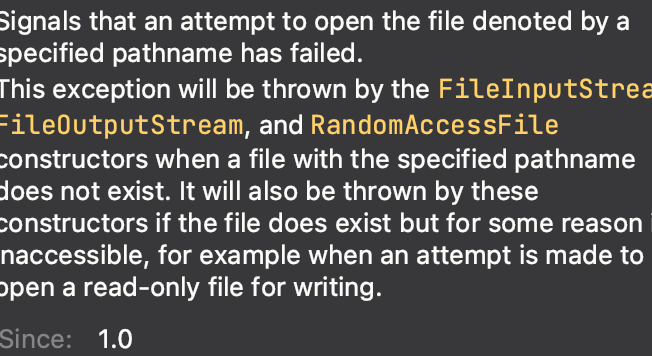 Signals that an attempt to open the file denoted by a
specified pathname has failed.
This exception will be thrown by the FileInputStrea
FileOutputStream, and RandomAccessFile
constructors when a file with the specified pathname
does not exist. It will also be thrown by these
constructors if the file does exist but for some reason i
inaccessible, for example when an attempt is made to
open a read-only file for writing.
Since: 1.0